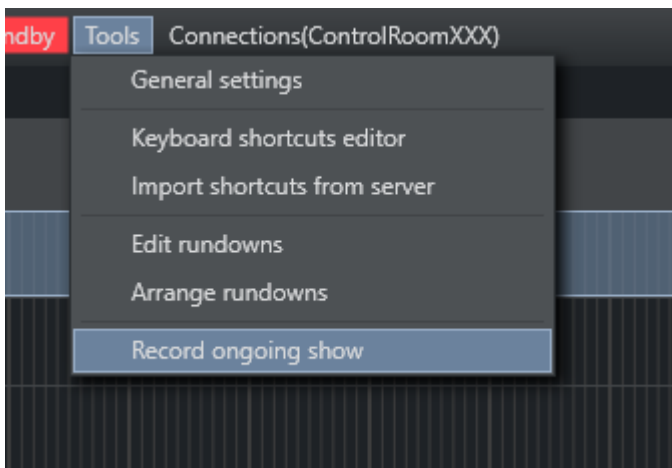 ndby Tools Connections(ControlRoomXXX)
General settings
Keyboard shortcuts editor
Import shortcuts from server
Edit rundowns
Arrange rundowns
Record ongoing show